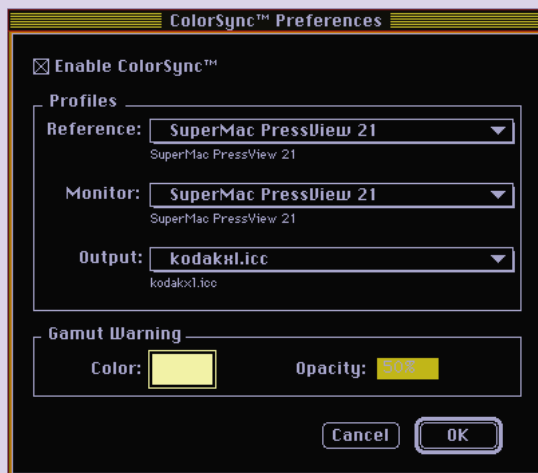 ColorSync™ Preferences
Enable ColorSync™
Profiles
Reference: SuperMac PressView 21
SuperMac PressView 21
Monitor: SuperMac PressView 21
SuperMac PressView 21
Output: kodakxl.icc
kodakxl.icc
Gamut Warning
Color: Opacity: 50%
Cancel OK